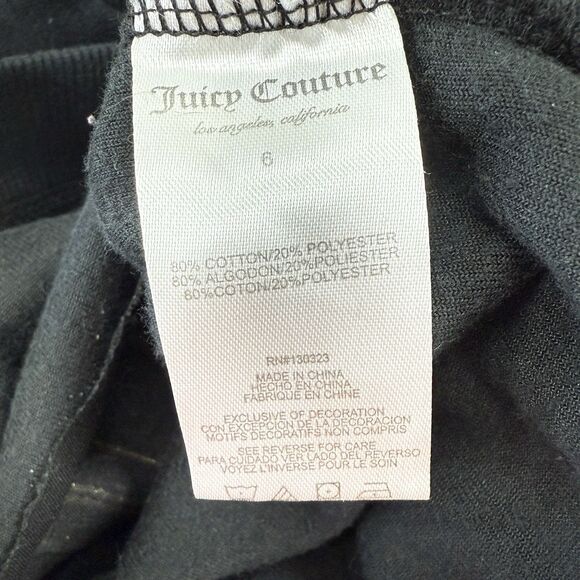 Juicy Couture
los angeles, california
6
80% COTTON/20% POLYESTER
80% ALGODON/20% POLIESTER
80%COTON/20%POLYESTER
RN#130323
MADE IN CHINA
HECHO EN CHINA
FABRIQUE EN CHINE
EXCLUSIVE OF DECORATION
CON EXCEPCION DE LA DECORACION
MOTIFS DECORATIFS NON COMPRIS
SEE REVERSE FOR CARE
PARA CUIDADO VER LADO DEL REVERSO
VOYEZ L'INVERSE POUR LE SOIN